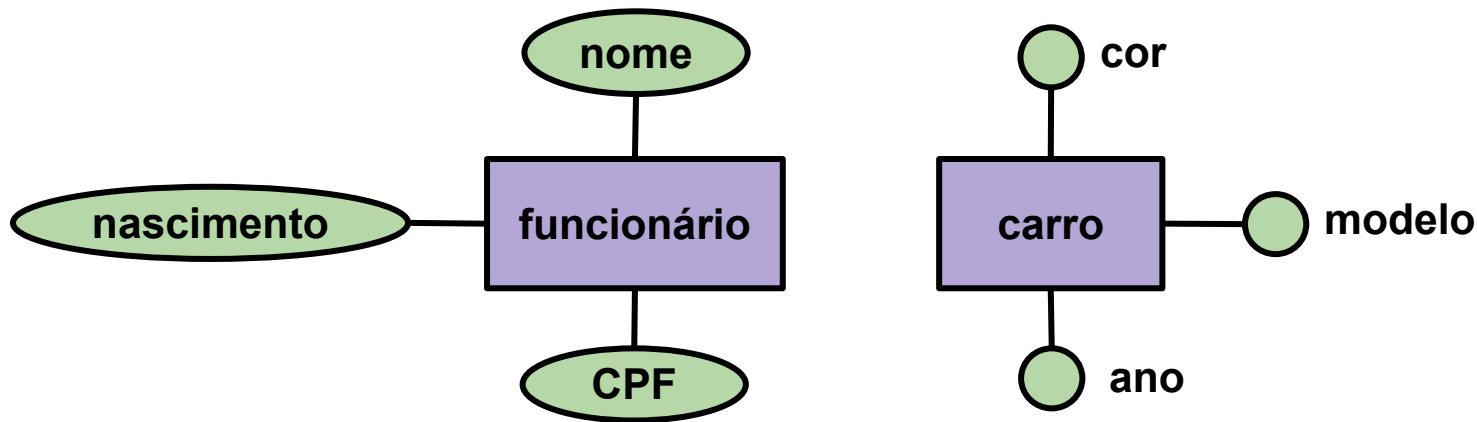 nome
cor
nascimento
funcionário
carro
modelo
CPF
ano